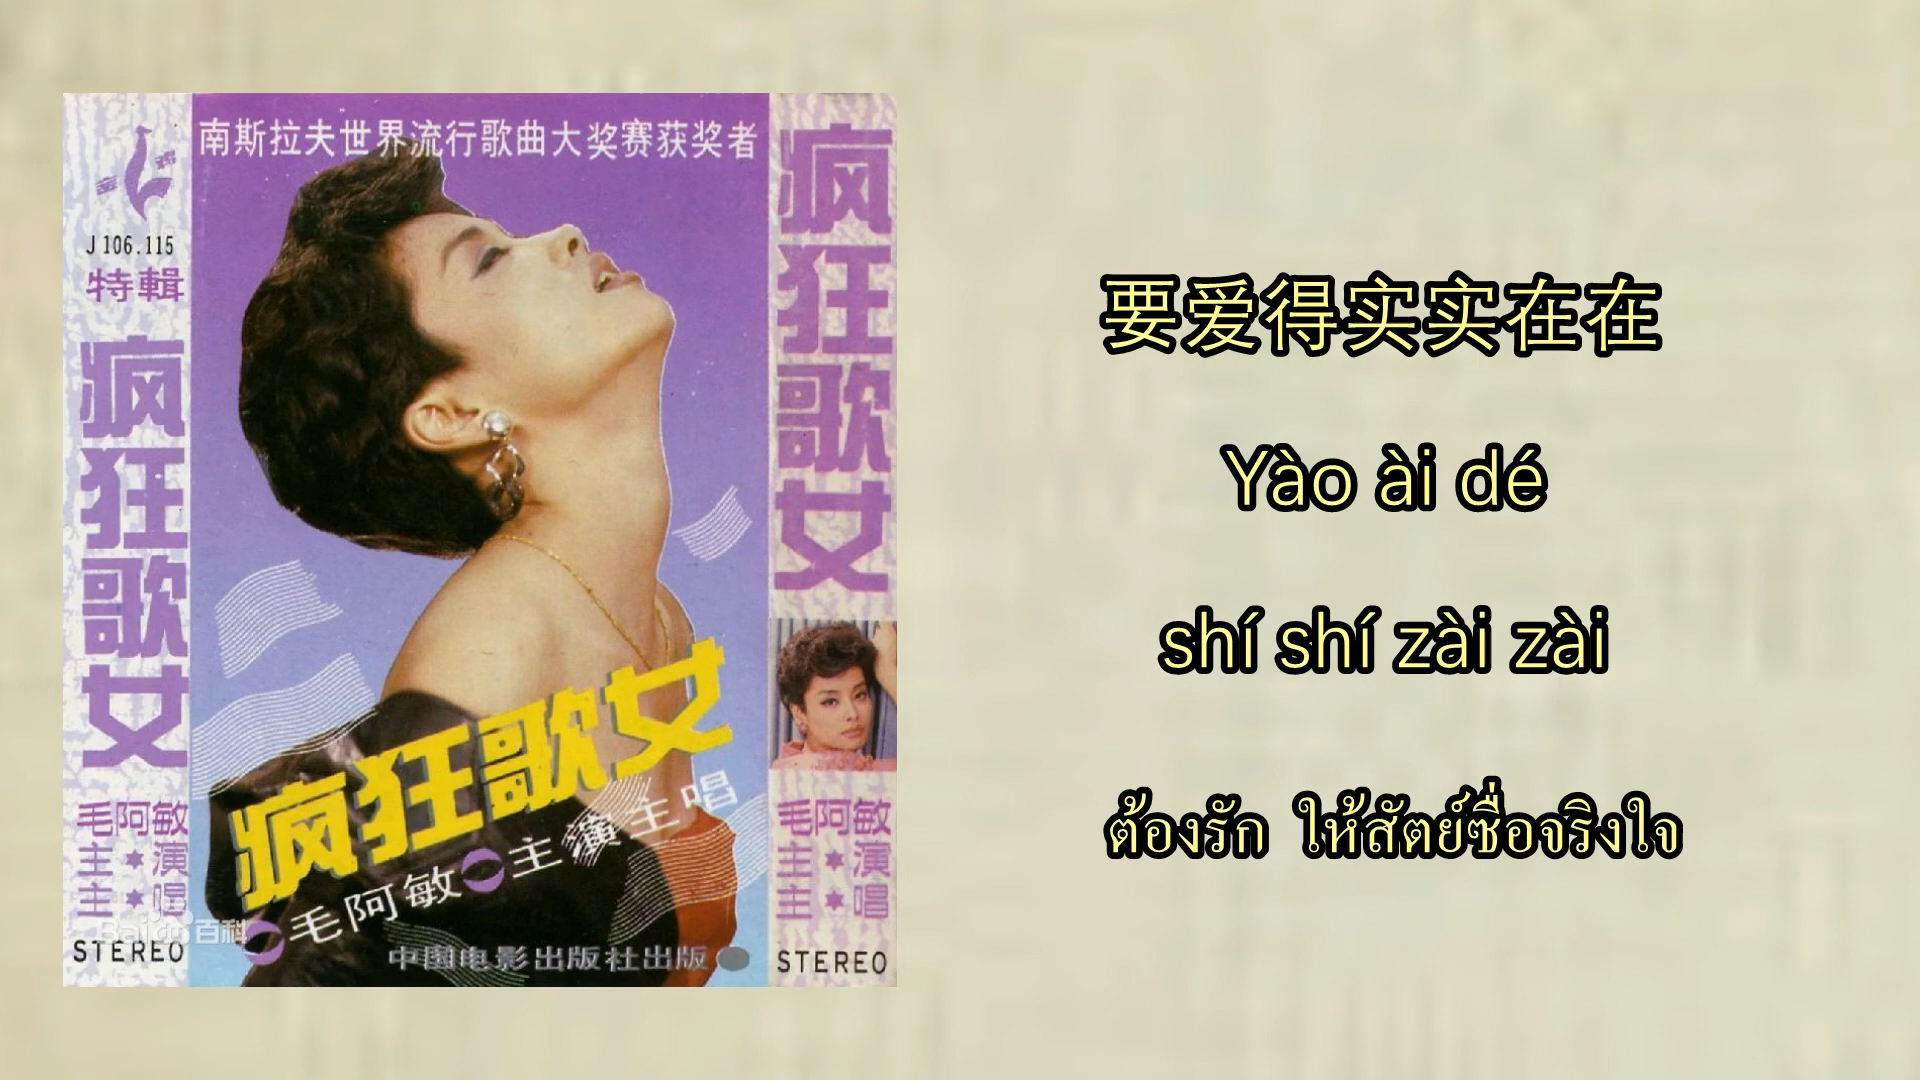 南斯拉夫世界流行歌曲大奖赛获奖者
J 106.115
特輯
疯狂歌女
毛阿敏
主★演
主★唱
STEREO
疯狂歌女
毛阿敏 主演主唱
中国电影出版社出版
疯狂歌女
毛阿敏
主★演
主★唱
STEREO
Bai 百科
要爱得实实在在
Yào ài dé
shí shí zài zài
ต้องรัก ให้สัตย์ซื่อจริงใจ